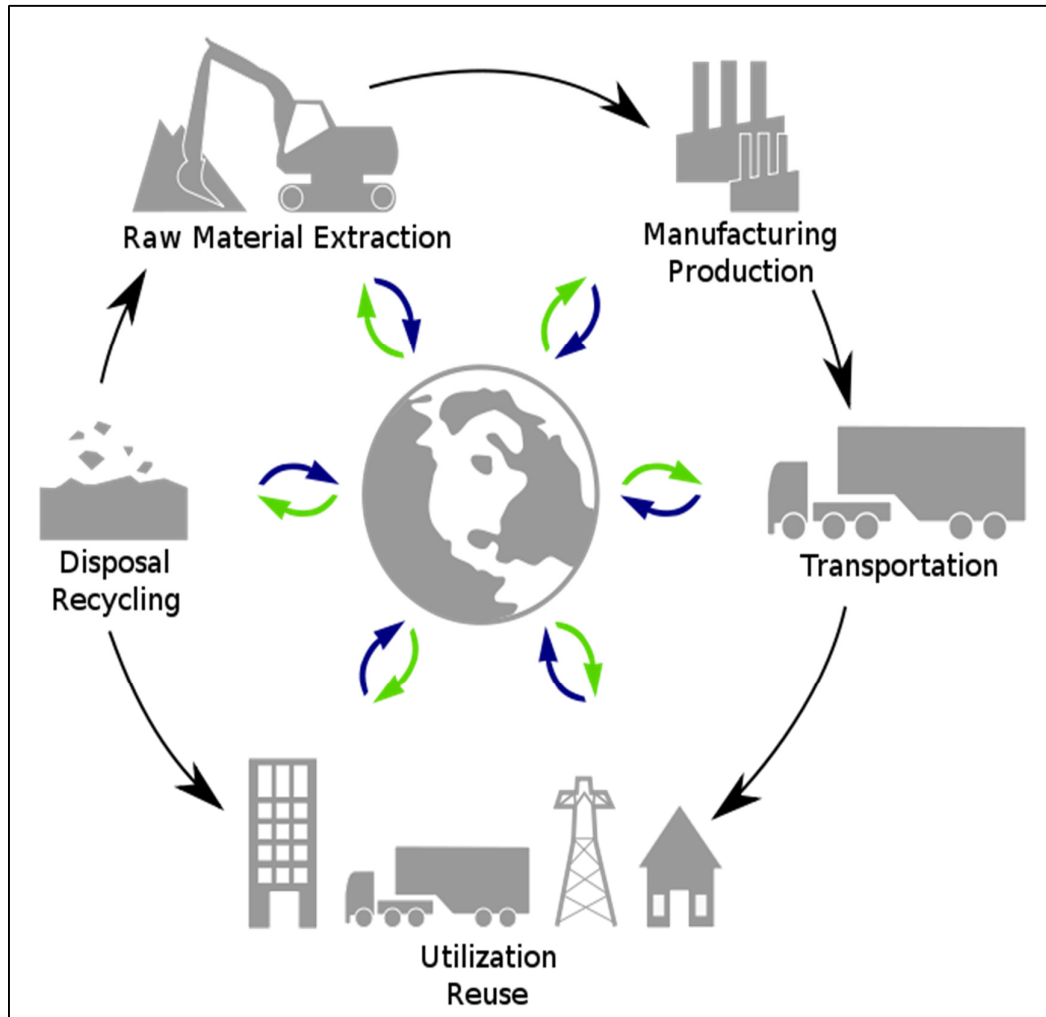 Raw Material Extraction
Manufacturing
Production
Transportation
Disposal
Recycling
Utilization
Reuse